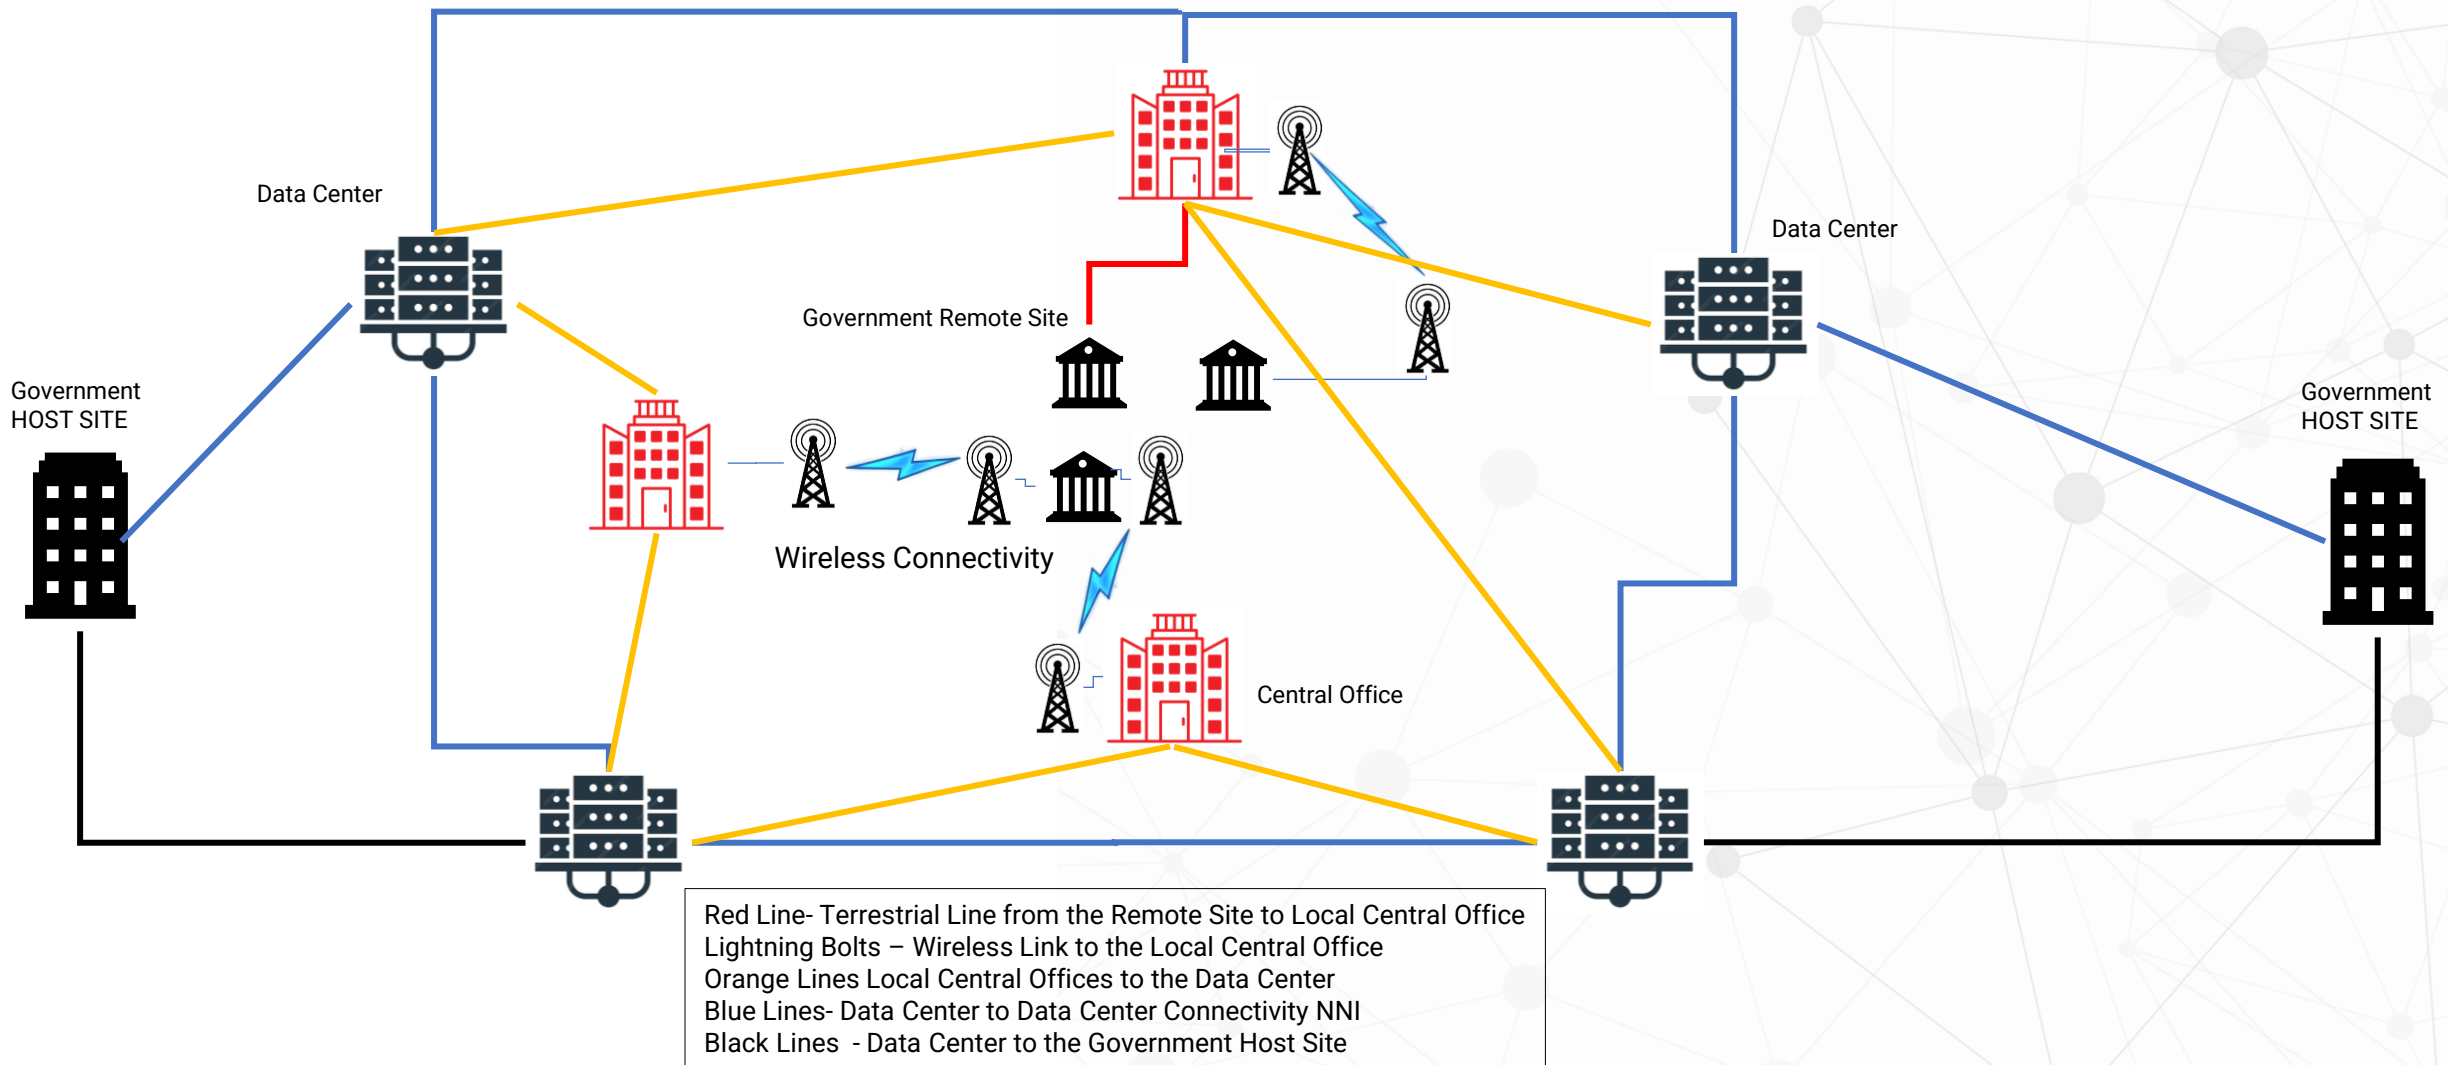 Data Center
Data Center
Government Remote Site
Government
HOST SITE
Government
HOST SITE
Wireless Connectivity
Central Office
Red Line- Terrestrial Line from the Remote Site to Local Central Office
Lightning Bolts – Wireless Link to the Local Central Office
Orange Lines Local Central Offices to the Data Center
Blue Lines- Data Center to Data Center Connectivity NNI
Black Lines  - Data Center to the Government Host Site